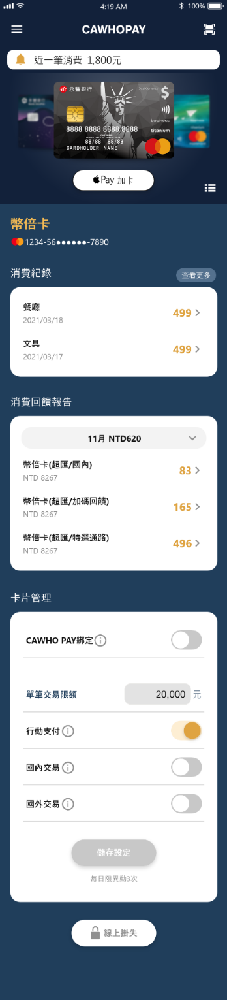 4:19 AM
100%
CAWHOPAY
近一筆消費 1,800元
永豐銀行
Dual Currency
$
8888 8888 8888 8888
88/88 88/88
CARDHOLDER NAME
business
titanium
Pay 加卡
幣倍卡
1234-56●●●●●●-7890
消費紀錄
查看更多
餐廳
2021/03/18
499
文具
2021/03/17
499
消費回饋報告
11月 NTD620
幣倍卡(超匯/國內)
NTD 8267
83
幣倍卡(超匯/加碼回饋)
NTD 8267
165
幣倍卡(超匯/特選通路)
NTD 8267
496
卡片管理
CAWHO PAY綁定
單筆交易限額
20,000 元
行動支付
國內交易
國外交易
儲存設定
每日限異動3次
線上掛失